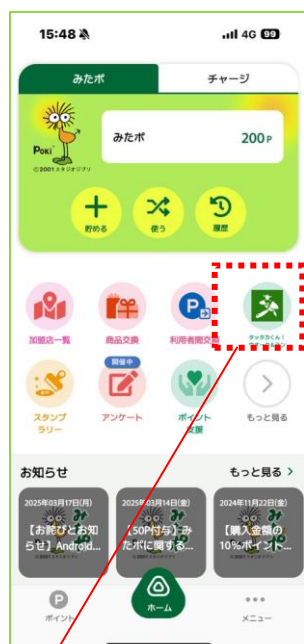 15:48
4G 99
みたポ
チャージ
POKI
©2001 スタジオジブリ
みたポ
200 P
貯める
使う
履歴
加盟店一覧
商品交換
利用者間交換
タッタカくん!
開催中
スタンプ
ラリー
アンケート
ポイント
支援
もっと見る
お知らせ
もっと見る
2025年03月17日(月)
【お詫びとお知
らせ】Android...
2025年03月14日(金)
【50P付与】み
たポに関する...
2024年11月22日(金)
【購入金額の
10%ポイント...
ポイント
ホーム
メニュー